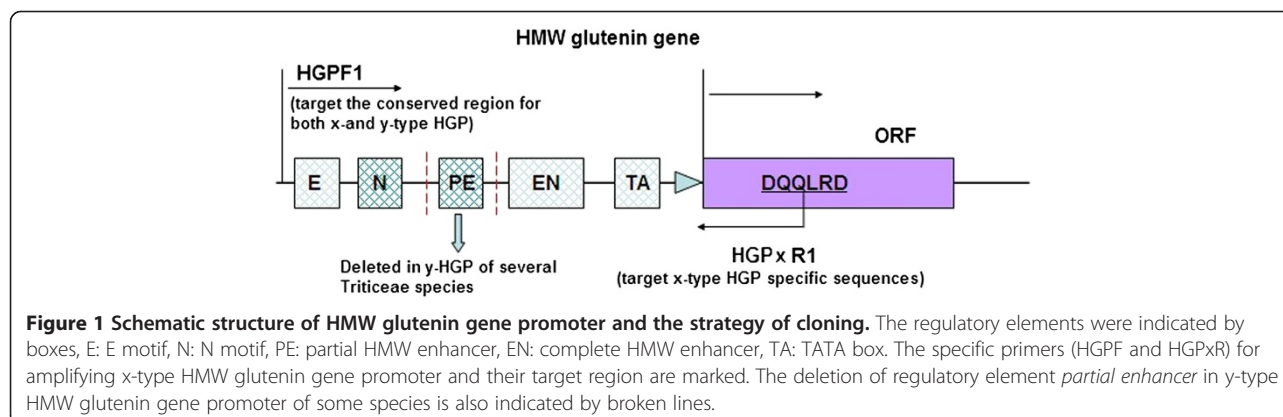 HMW glutenin gene
HGPF1
(target the conserved region for
both x-and y-type HGP)
ORF
E N PE EN TA DQQLRD
Deleted in y-HGP of several
Triticeae species
HGPx R1
(target x-type HGP specific sequences)
Figure 1 Schematic structure of HMW glutenin gene promoter and the strategy of cloning. The regulatory elements were indicated by
boxes, E: E motif, N: N motif, PE: partial HMW enhancer, EN: complete HMW enhancer, TA: TATA box. The specific primers (HGPF and HGPxR) for
amplifying x-type HMW glutenin gene promoter and their target region are marked. The deletion of regulatory element partial enhancer in y-type
HMW glutenin gene promoter of some species is also indicated by broken lines.